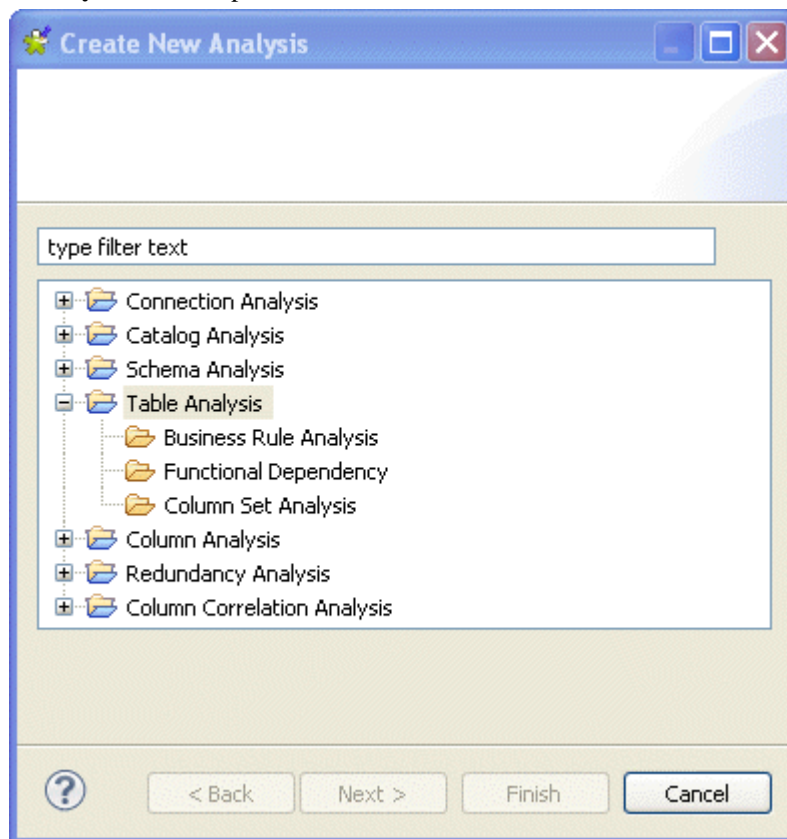 Create New Analysis
type filter text
Connection Analysis
Catalog Analysis
Schema Analysis
Table Analysis
Business Rule Analysis
Functional Dependency
Column Set Analysis
Column Analysis
Redundancy Analysis
Column Correlation Analysis
? < Back Next > Finish Cancel